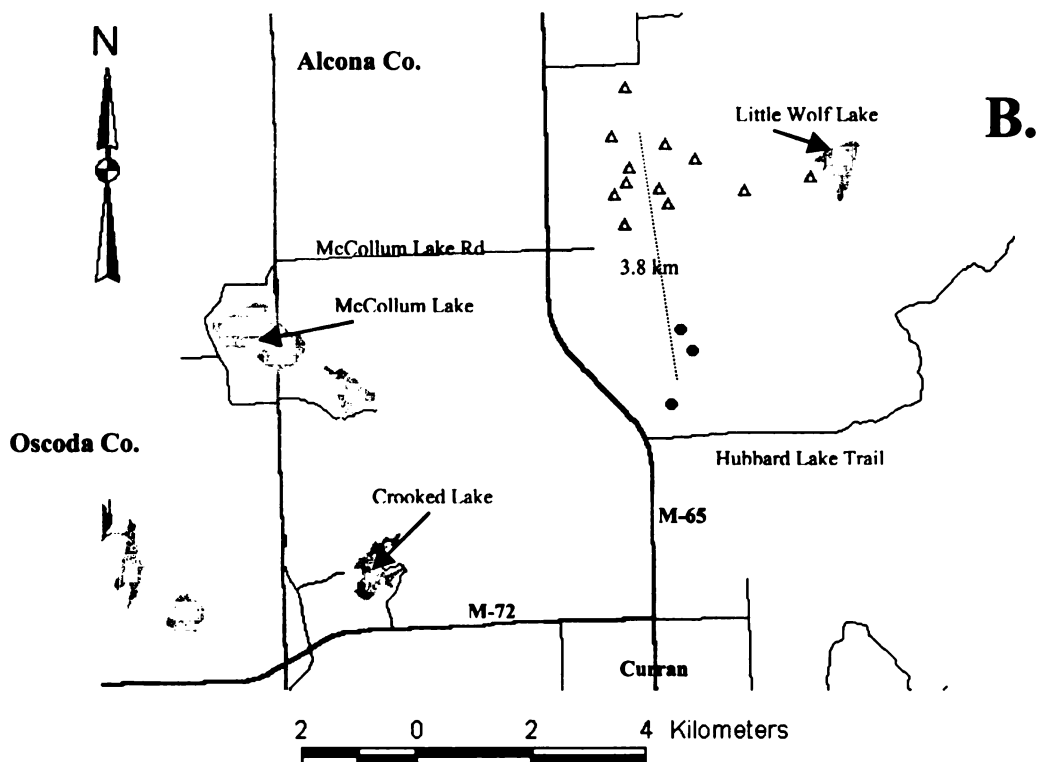 N
Alcona Co.
B.
Little Wolf Lake
McCollum Lake Rd
3.8 km
McCollum Lake
Oscoda Co.
Hubbard Lake Trail
Crooked Lake
M-65
M-72
Curran
2 0 2 4 Kilometers